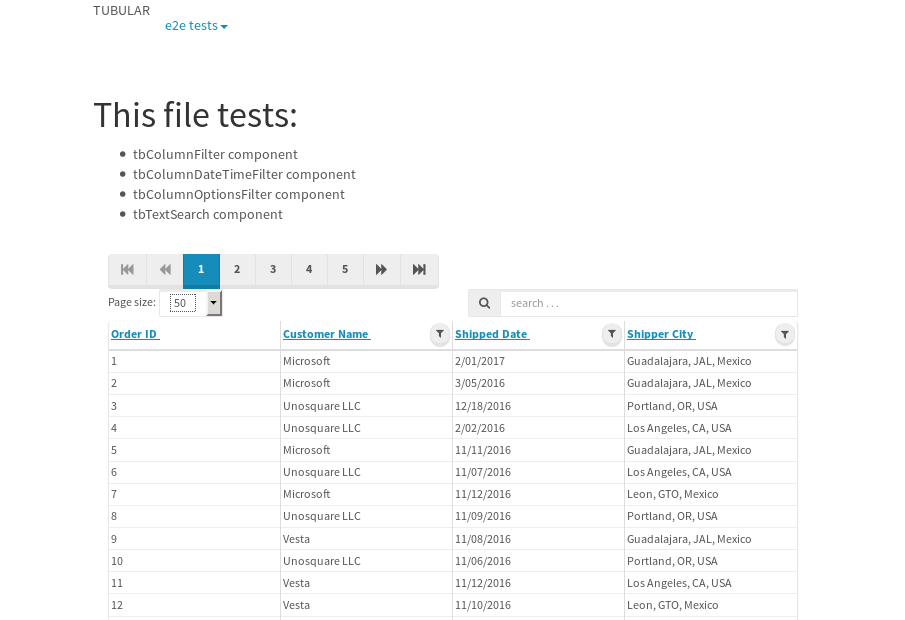 TUBULAR
e2e tests
This file tests:
tbColumnFilter component
tbColumnDateTimeFilter component
tbColumnOptionsFilter component
tbTextSearch component
1 2 3 4 5
Page size: 50 search . . .
Order ID Customer Name Shipped Date Shipper City
1 Microsoft 2/01/2017 Guadalajara, JAL, Mexico
2 Microsoft 3/05/2016 Guadalajara, JAL, Mexico
3 Unosquare LLC 12/18/2016 Portland, OR, USA
4 Unosquare LLC 2/02/2016 Los Angeles, CA, USA
5 Microsoft 11/11/2016 Guadalajara, JAL, Mexico
6 Unosquare LLC 11/07/2016 Los Angeles, CA, USA
7 Microsoft 11/12/2016 Leon, GTO, Mexico
8 Unosquare LLC 11/09/2016 Portland, OR, USA
9 Vesta 11/08/2016 Guadalajara, JAL, Mexico
10 Unosquare LLC 11/06/2016 Portland, OR, USA
11 Vesta 11/12/2016 Los Angeles, CA, USA
12 Vesta 11/10/2016 Leon, GTO, Mexico